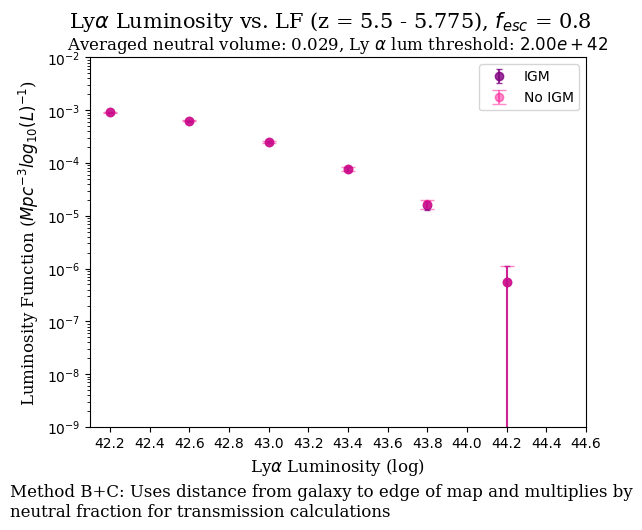 Lyα Luminosity vs. LF (z = 5.5 - 5.775), f_esc = 0.8
Averaged neutral volume: 0.029, Ly α lum threshold: 2.00e + 42
IGM
No IGM
Luminosity Function (Mpc⁻³log₁₀(L)⁻¹)
10⁻²
10⁻³
10⁻⁴
10⁻⁵
10⁻⁶
10⁻⁷
10⁻⁸
10⁻⁹
42.2 42.4 42.6 42.8 43.0 43.2 43.4 43.6 43.8 44.0 44.2 44.4 44.6
Lyα Luminosity (log)
Method B+C: Uses distance from galaxy to edge of map and multiplies by
neutral fraction for transmission calculations